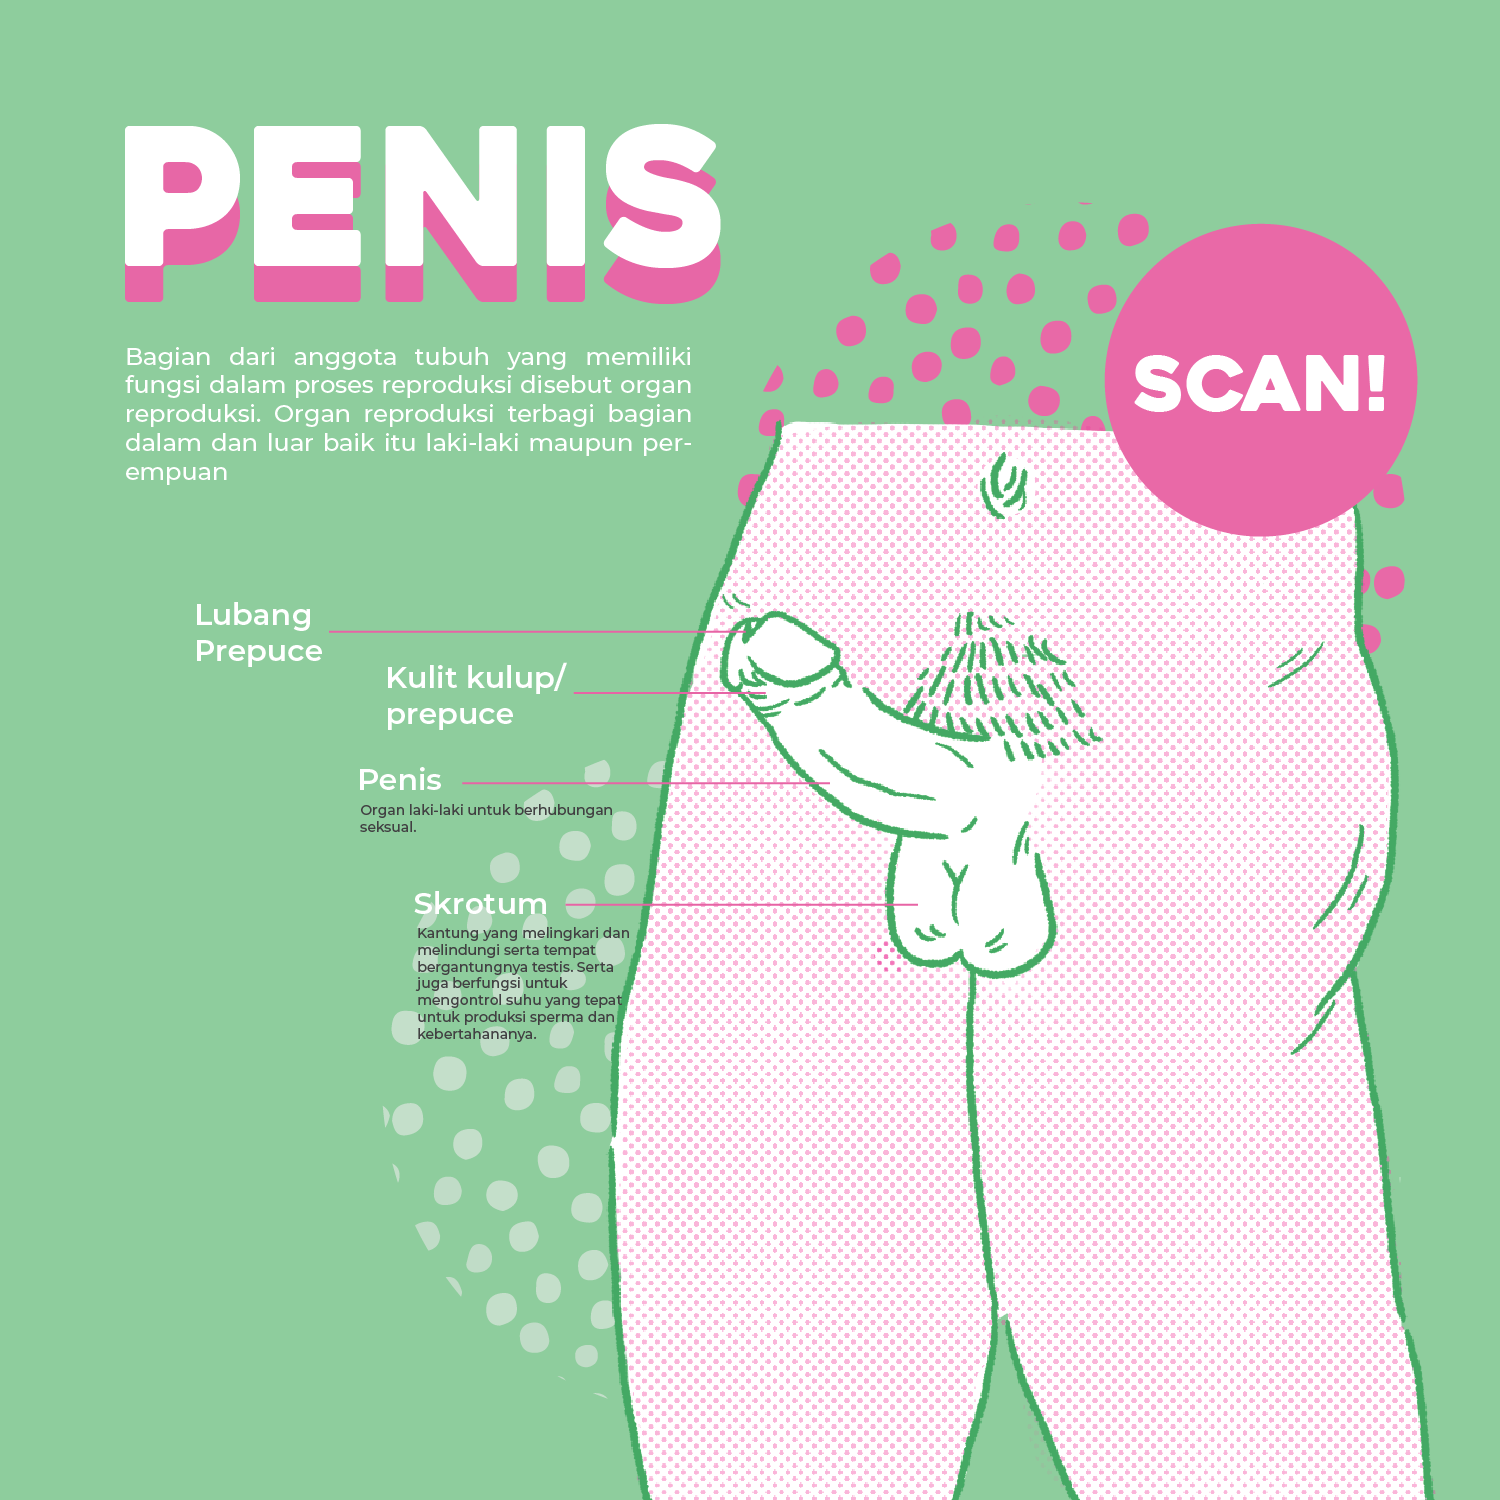 PENIS
SCAN!
Bagian dari anggota tubuh yang memiliki
fungsi dalam proses reproduksi disebut organ
reproduksi. Organ reproduksi terbagi bagian
dalam dan luar baik itu laki-laki maupun per-
empuan
Lubang
Prepuce
Kulit kulup/
prepuce
Penis
Organ laki-laki untuk berhubungan
seksual.
Skrotum
Kantung yang melingkari dan
melindungi serta tempat
bergantungnya testis. Serta
juga berfungsi untuk
mengontrol suhu yang tepat
untuk produksi sperma dan
kebertahananya.